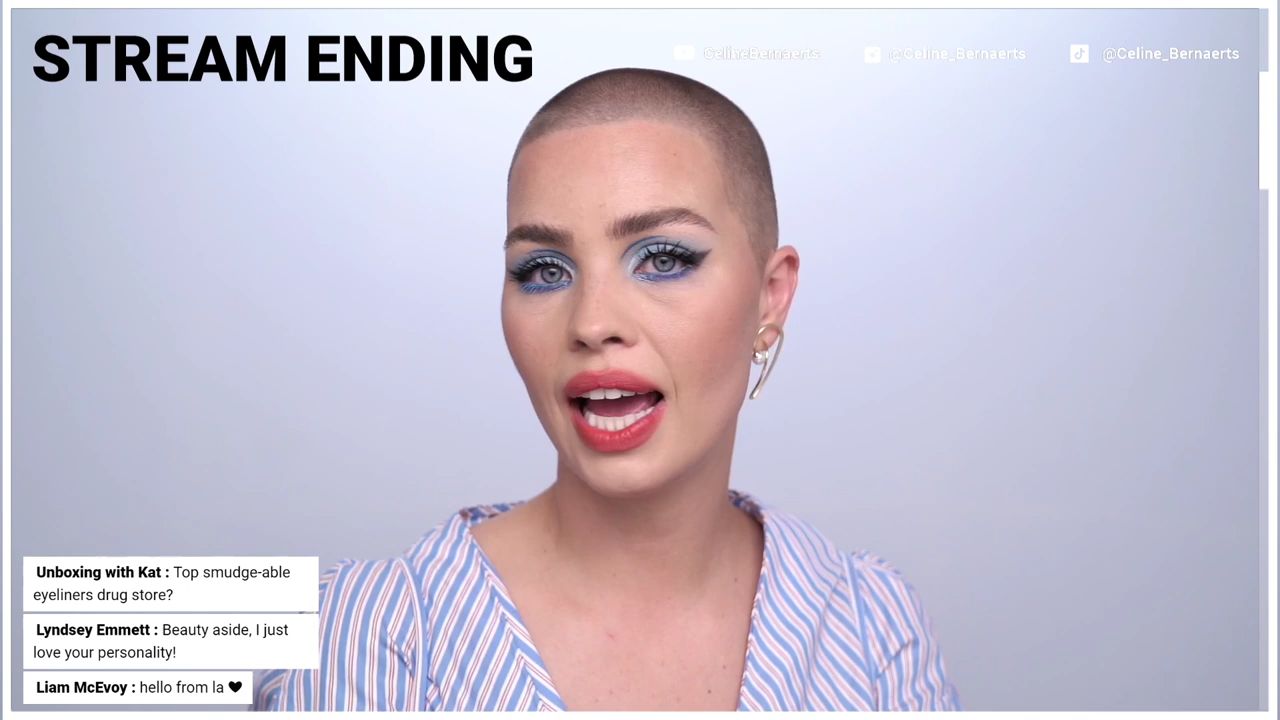 STREAM ENDING
CelineBernaerts @Celine_Bernaerts @Celine_Bernaerts
Unboxing with Kat : Top smudge-able
eyeliners drug store?
Lyndsey Emmett : Beauty aside, I just
love your personality!
Liam McEvoy : hello from la ♥